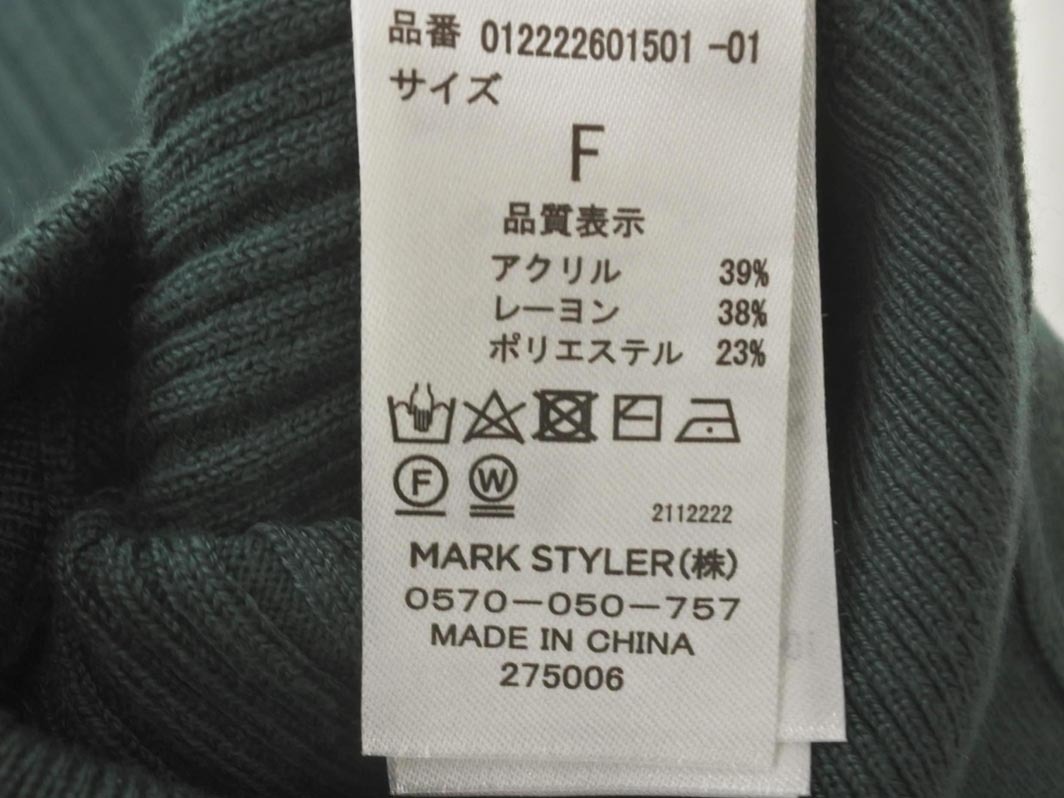 品番 012222601501 -01
サイズ
F
品質表示
アクリル 39%
レーヨン 38%
ポリエステル 23%
F W
2112222
MARK STYLER(株)
0570-050-757
MADE IN CHINA
275006